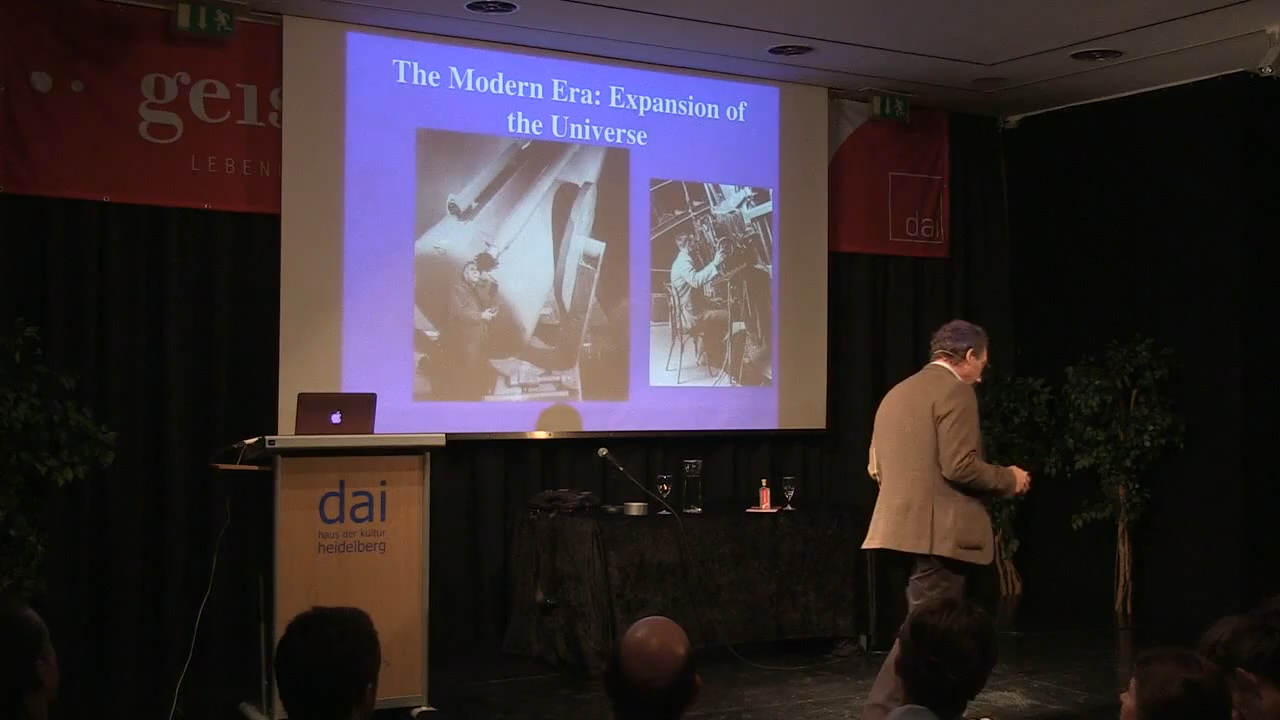 The Modern Era: Expansion of
the Universe
geis
LEBEN
dai
dai
haus der kultur
heidelberg